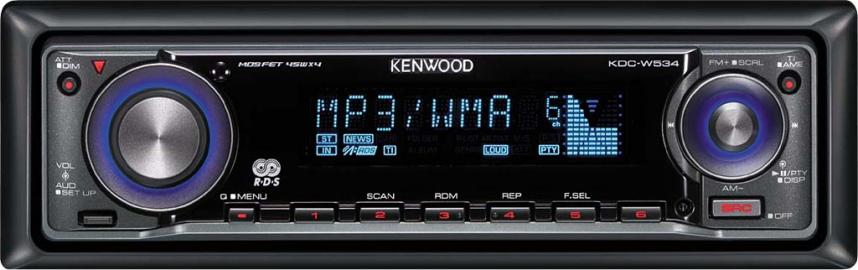 ATT
■DIM
MOSFET 45W×4
KENWOOD
KDC-W534
FM+ ■SCRL
TI
■AME
MP3/WMA 6
ch
ST NEWS
IN RDS TI LOUD PTY
R·D·S
VOL
AUD
■SET UP
Q ■MENU
SCAN
RDM
REP
F.SEL
1 2 3 4 5 6
AM−
▶II/PTY
■DISP
SRC
■OFF